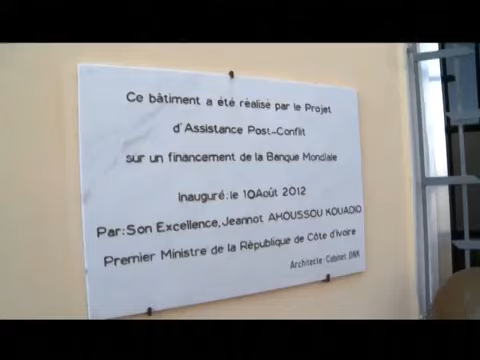 Ce bâtiment a été réalisé par le Projet
d'Assistance Post-Conflit
sur un financement de la Banque Mondiale
Inauguré: le 10Août 2012
Par: Son Excellence, Jeannot AHOUSSOU KOUADIO
Premier Ministre de la République de Côte d'Ivoire
Architecte Cabinet DNK